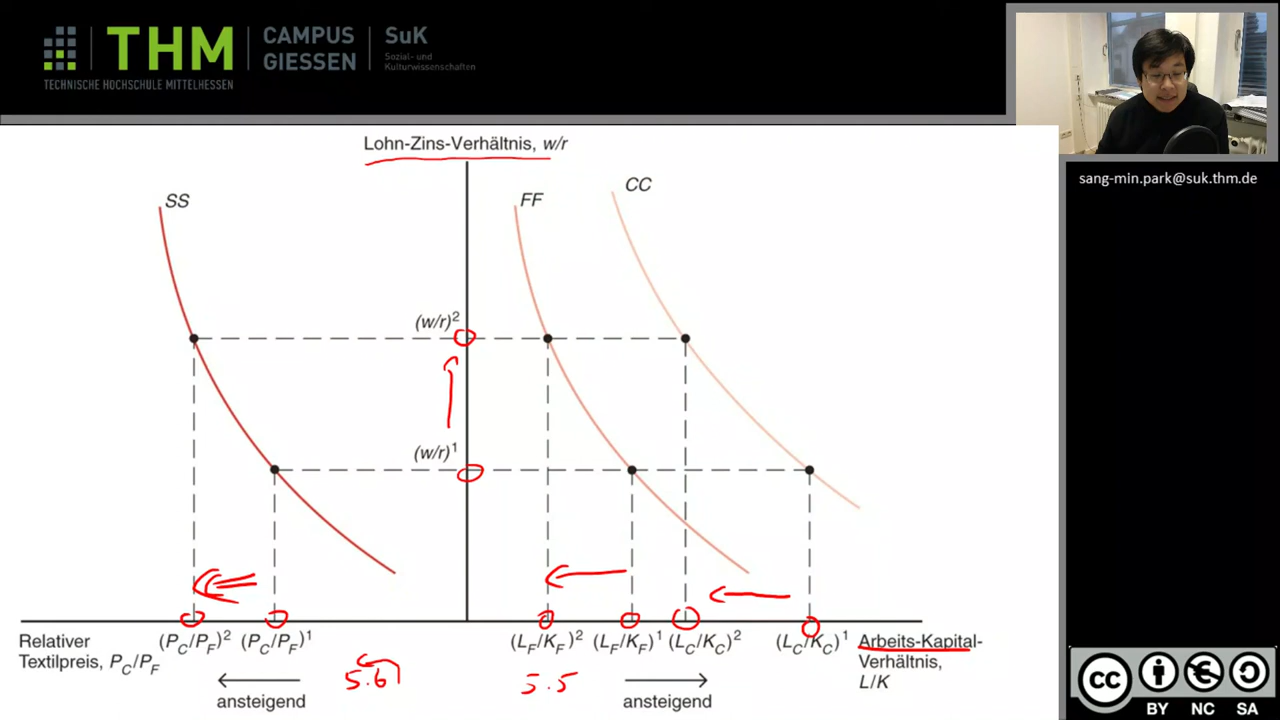 THM
CAMPUS
GIESSEN
SuK
Sozial- und
Kulturwissenschaften
TECHNISCHE HOCHSCHULE MITTELHESSEN
sang-min.park@suk.thm.de
Lohn-Zins-Verhältnis, w/r
SS
FF
CC
(w/r)²
(w/r)¹
Relativer
Textilpreis, P_C/P_F
(P_C/P_F)²
(P_C/P_F)¹
(L_F/K_F)²
(L_F/K_F)¹
(L_C/K_C)²
(L_C/K_C)¹
Arbeits-Kapital-
Verhältnis,
L/K
ansteigend
5.6
5.5
ansteigend
cc
BY NC SA